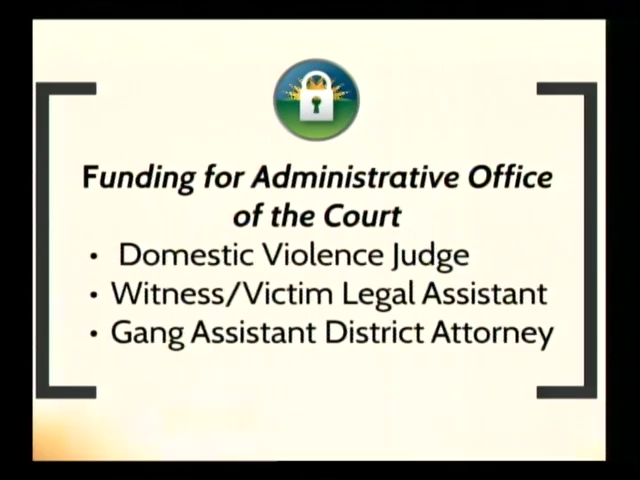 Funding for Administrative Office
of the Court
• Domestic Violence Judge
• Witness/Victim Legal Assistant
• Gang Assistant District Attorney